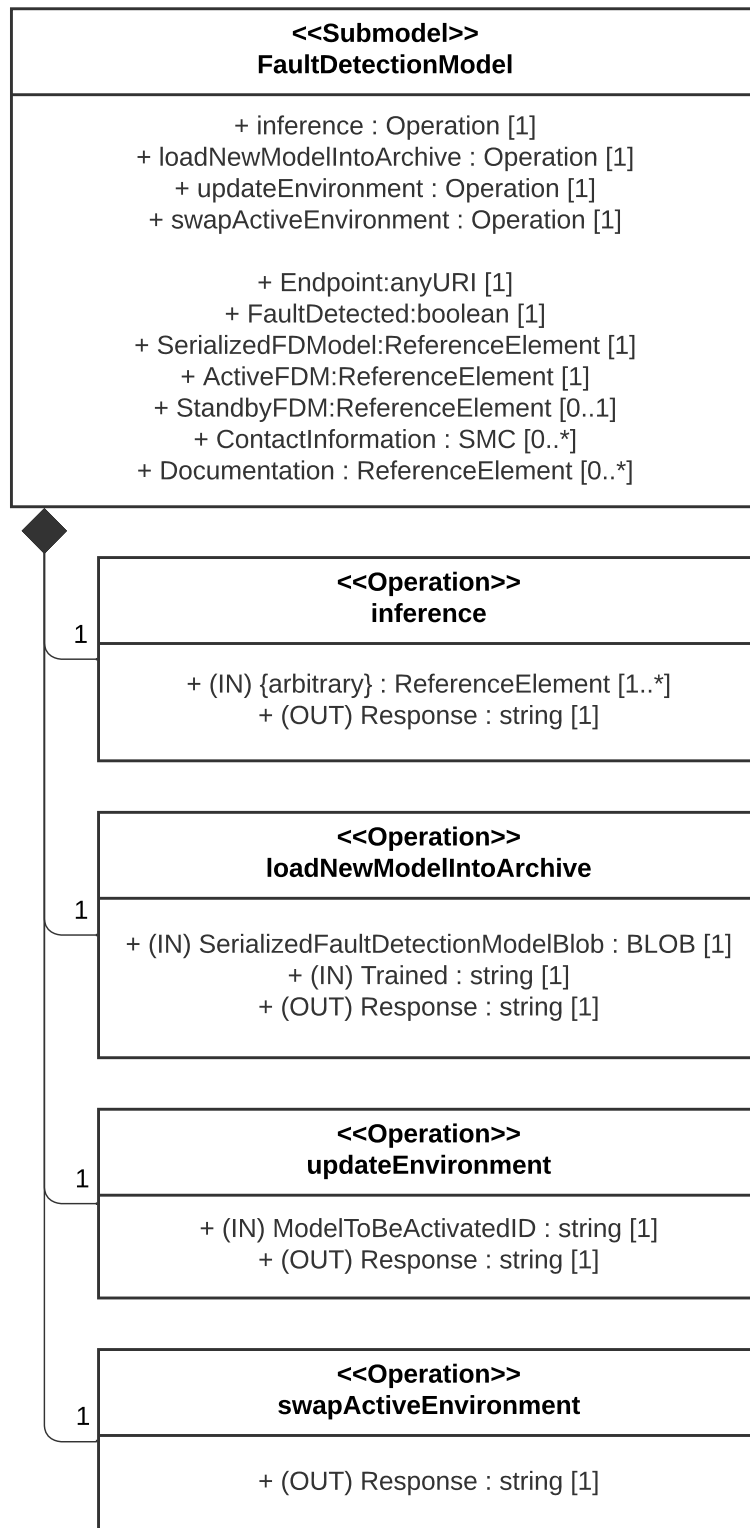 <<Submodel>>
FaultDetectionModel
+ inference : Operation [1]
+ loadNewModelIntoArchive : Operation [1]
+ updateEnvironment : Operation [1]
+ swapActiveEnvironment : Operation [1]
+ Endpoint:anyURI [1]
+ FaultDetected:boolean [1]
+ SerializedFDModel:ReferenceElement [1]
+ ActiveFDM:ReferenceElement [1]
+ StandbyFDM:ReferenceElement [0..1]
+ ContactInformation : SMC [0..*]
+ Documentation : ReferenceElement [0..*]
<<Operation>>
inference
1
+ (IN) {arbitrary} : ReferenceElement [1..*]
+ (OUT) Response : string [1]
<<Operation>>
loadNewModelIntoArchive
1
+ (IN) SerializedFaultDetectionModelBlob : BLOB [1]
+ (IN) Trained : string [1]
+ (OUT) Response : string [1]
<<Operation>>
updateEnvironment
1
+ (IN) ModelToBeActivatedID : string [1]
+ (OUT) Response : string [1]
<<Operation>>
swapActiveEnvironment
1
+ (OUT) Response : string [1]